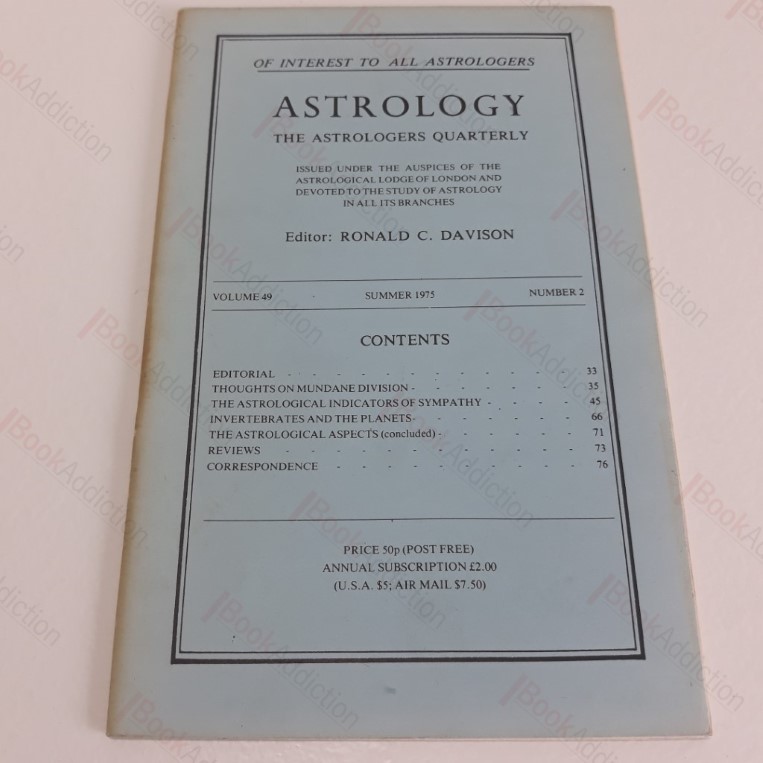 OF INTEREST TO ALL ASTROLOGERS
ASTROLOGY
THE ASTROLOGERS QUARTERLY
ISSUED UNDER THE AUSPICES OF THE
ASTROLOGICAL LODGE OF LONDON AND
DEVOTED TO THE STUDY OF ASTROLOGY
IN ALL ITS BRANCHES
Editor: RONALD C. DAVISON
VOLUME 49 SUMMER 1975 NUMBER 2
CONTENTS
EDITORIAL - - - - - - - - - - - - 33
THOUGHTS ON MUNDANE DIVISION - - - - - - - 35
THE ASTROLOGICAL INDICATORS OF SYMPATHY - - - - 45
INVERTEBRATES AND THE PLANETS - - - - - - - 66
THE ASTROLOGICAL ASPECTS (concluded) - - - - - - 71
REVIEWS - - - - - - - - - - - - 73
CORRESPONDENCE - - - - - - - - - - 76
PRICE 50p (POST FREE)
ANNUAL SUBSCRIPTION £2.00
(U.S.A. $5; AIR MAIL $7.50)
BookAddiction